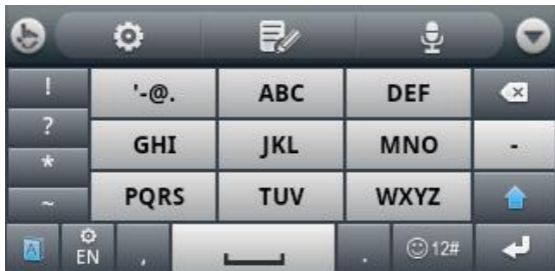 ! '-@. ABC DEF
? GHI JKL MNO -
*
~ PQRS TUV WXYZ
A EN , . 12#